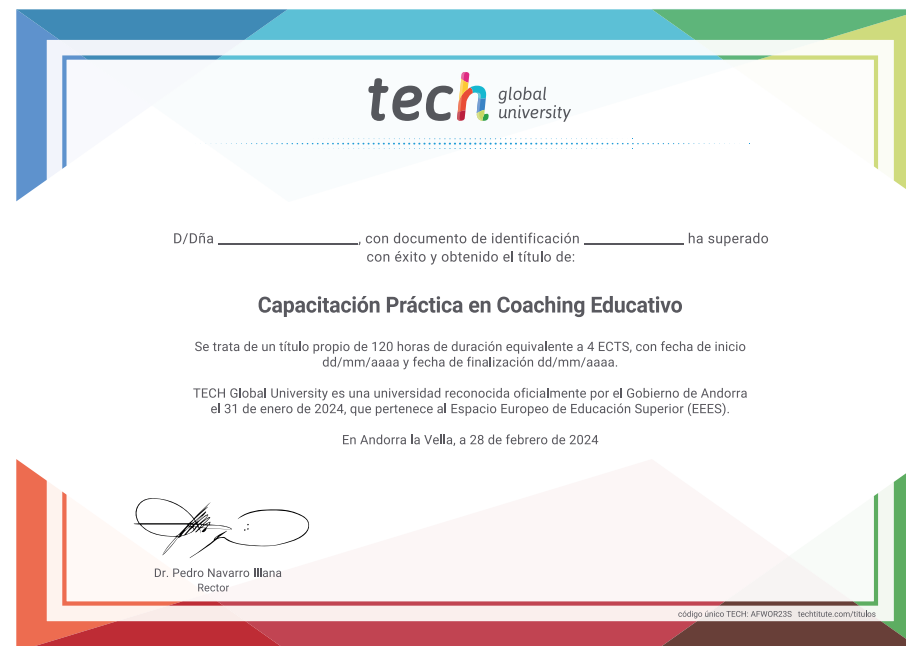 tech global university
D/Dña ____________________, con documento de identificación ______________ ha superado
con éxito y obtenido el título de:
Capacitación Práctica en Coaching Educativo
Se trata de un título propio de 120 horas de duración equivalente a 4 ECTS, con fecha de inicio
dd/mm/aaaa y fecha de finalización dd/mm/aaaa.
TECH Global University es una universidad reconocida oficialmente por el Gobierno de Andorra
el 31 de enero de 2024, que pertenece al Espacio Europeo de Educación Superior (EEES).
En Andorra la Vella, a 28 de febrero de 2024
Dr. Pedro Navarro Illana
Rector
código único TECH: AFWOR23S techtitute.com/titulos